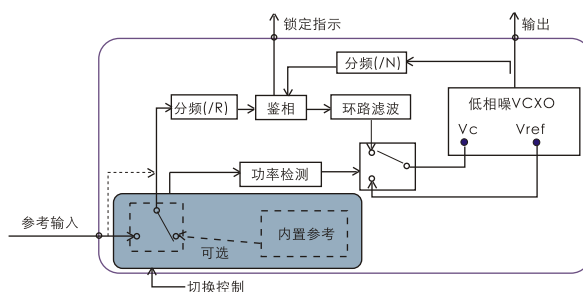 锁定指示
输出
分频(/N)
分频(/R)
鉴相
环路滤波
低相噪VCXO
Vc
Vref
功率检测
参考输入
内置参考
可选
切换控制